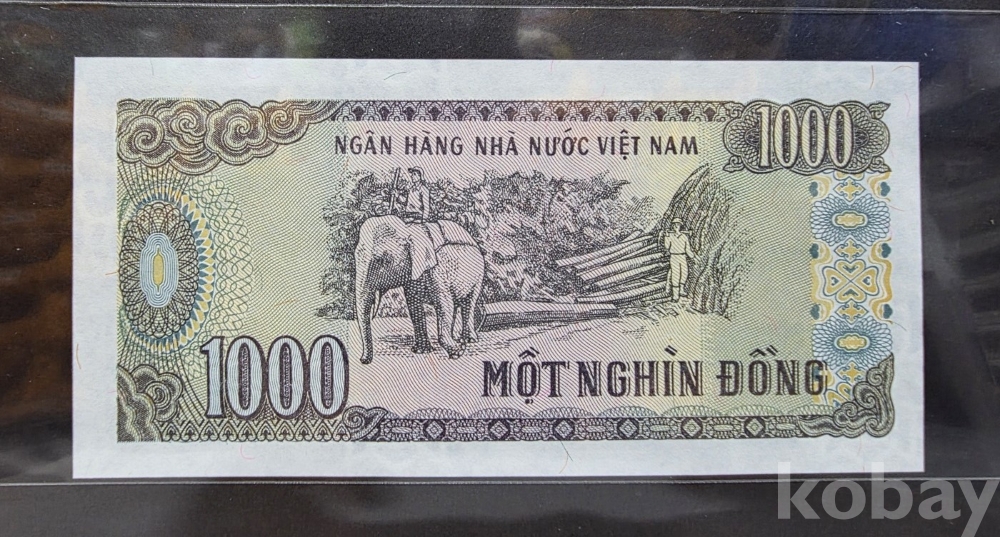 NGÂN HÀNG NHÀ NƯỚC VIỆT NAM
1000
1000
MỘT NGHÌN ĐỒNG
kobay